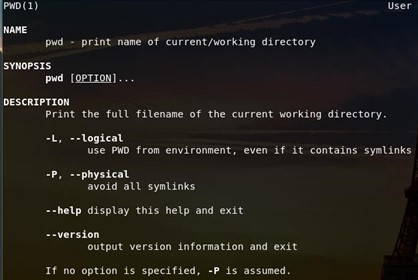 PWD(1) User
NAME
pwd - print name of current/working directory
SYNOPSIS
pwd [OPTION]...
DESCRIPTION
Print the full filename of the current working directory.
-L, --logical
use PWD from environment, even if it contains symlinks
-P, --physical
avoid all symlinks
--help display this help and exit
--version
output version information and exit
If no option is specified, -P is assumed.